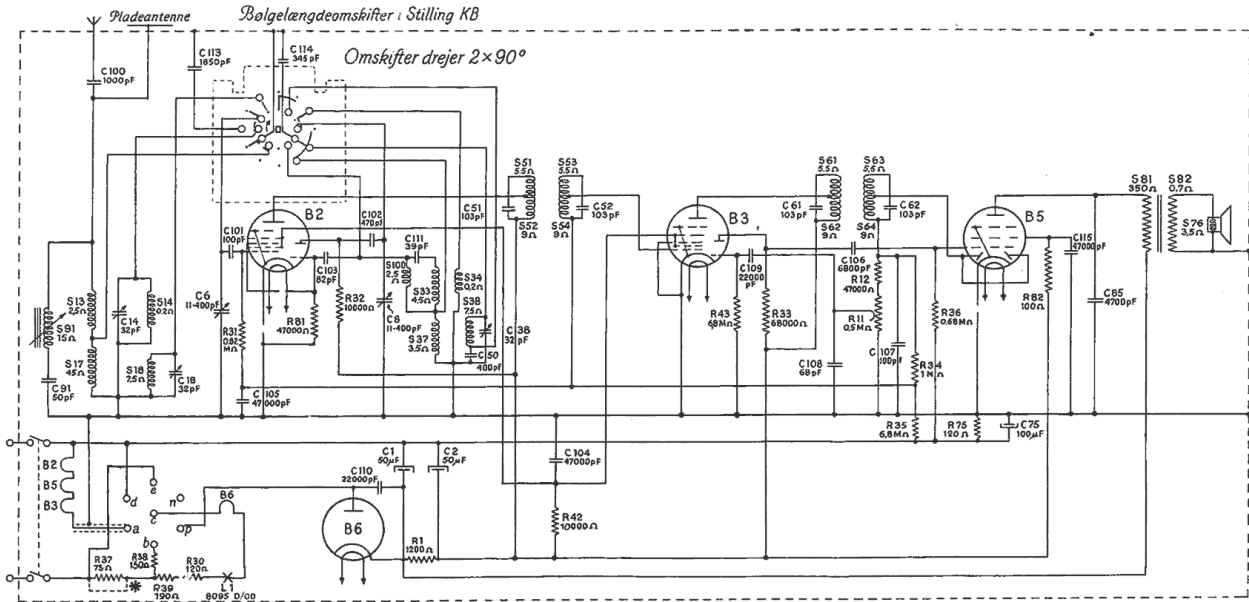 Pladeantenne
Bølgelængdeomskifter i Stilling KB
Omskifter drejer 2×90°
C100
1000pF
C113
1850pF
C114
345pF
B2
C101
100pF
C102
470pF
C103
82pF
C111
39pF
C51
103pF
S51
5.5Ω
S52
9Ω
S53
5.5Ω
S54
9Ω
C52
103pF
B3
C61
103pF
S61
5.5Ω
S62
9Ω
S63
5,5Ω
S64
9Ω
C62
103pF
B5
C115
47000pF
S81
350Ω
S82
0.7Ω
S76
3,5Ω
S91
15Ω
C91
50pF
S13
2,5Ω
S17
45Ω
C14
32pF
S14
0.2Ω
S18
7,5Ω
C18
32pF
C6
11-400pF
R31
0.82
MΩ
C105
47000pF
R81
47000Ω
R32
10000Ω
S100
C8
11-400pF
S33
4.5Ω
S37
3.5Ω
S34
0,2Ω
S38
7.5Ω
C38
32pF
C50
400pF
C109
22000
pF
R43
6,8MΩ
R33
68000Ω
C106
6800pF
R12
47000Ω
R11
0,5MΩ
C108
68pF
C107
100pF
R34
1MΩ
R35
6,8MΩ
R36
0.68MΩ
R75
120Ω
C75
100µF
R82
100Ω
C85
4700pF
B2
B5
B3
d
e
n
c
a
p
b
B6
R37
75Ω
R38
150Ω
R39
190Ω
R30
120Ω
L1
8095 D/00
C110
22000pF
C1
50µF
C2
50µF
B6
R1
1200Ω
C104
47000pF
R42
10000Ω